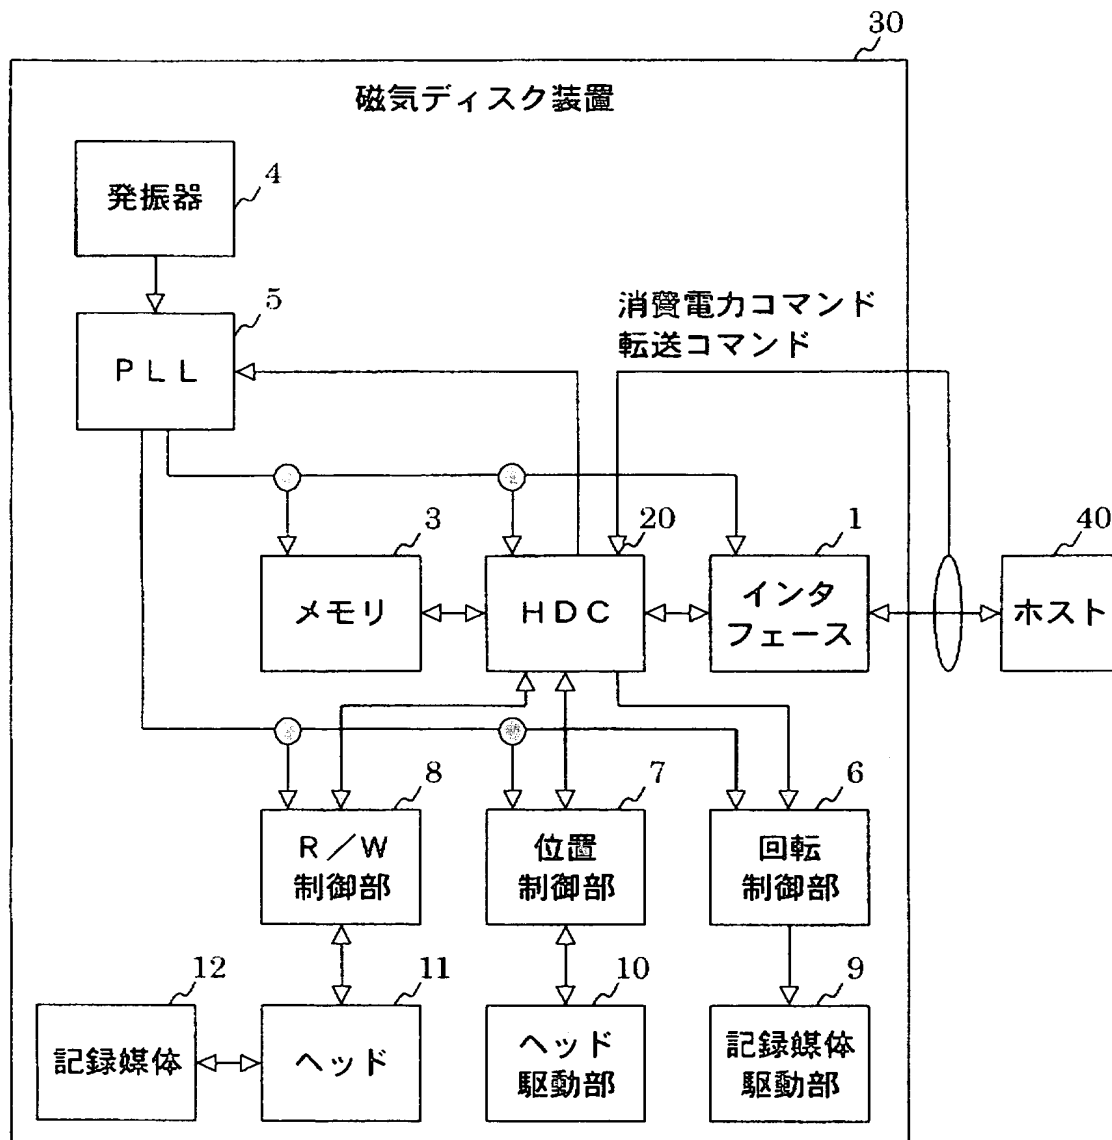 30
磁気ディスク装置
発振器
4
5
PLL
消費電力コマンド
転送コマンド
3
20
1
40
メモリ
HDC
インタ
フェース
ホスト
8
7
6
R/W
制御部
位置
制御部
回転
制御部
12
11
10
9
記録媒体
ヘッド
ヘッド
駆動部
記録媒体
駆動部